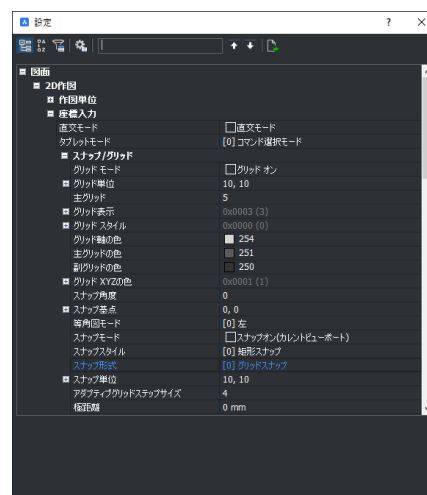 設定
図面
2D作図
作図単位
座標入力
直交モード 直交モード
タブレットモード [0] コマンド選択モード
スナップ/グリッド
グリッド モード グリッド オン
グリッド単位 10, 10
主グリッド 5
グリッド表示 0x0003 (3)
グリッド スタイル 0x0000 (0)
グリッド軸の色 254
主グリッドの色 251
副グリッドの色 250
グリッド XYZの色 0x0001 (1)
スナップ角度 0
スナップ基点 0, 0
等角図モード [0] 左
スナップモード スナップオン(カレントビューポート)
スナップスタイル [0] 矩形スナップ
スナップ形式 [0] グリッドスナップ
スナップ単位 10, 10
アダプティブグリッドステップサイズ 4
極距離 0 mm